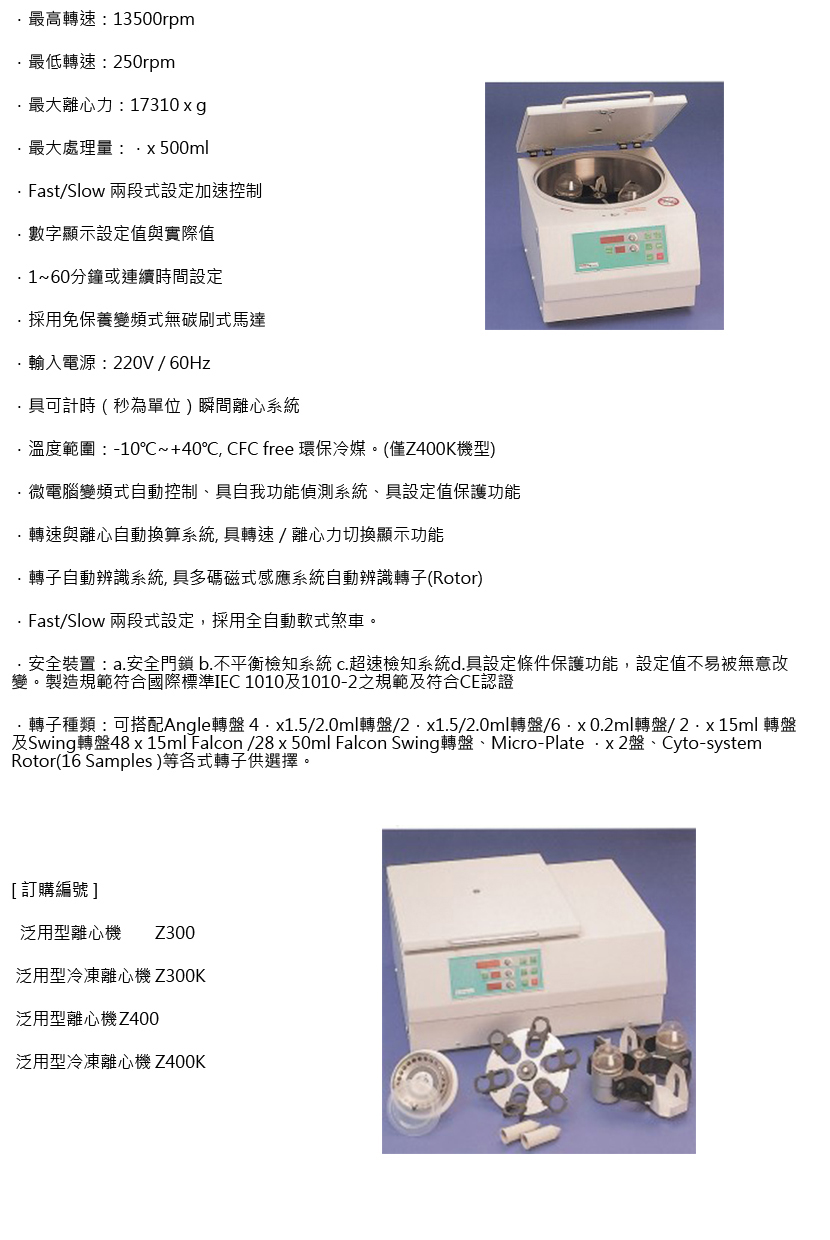 ．最高轉速：13500rpm
．最低轉速：250rpm
．最大離心力：17310 x g
．最大處理量：．x 500ml
．Fast/Slow 兩段式設定加速控制
．數字顯示設定值與實際值
．1~60分鐘或連續時間設定
．採用免保養變頻式無碳刷式馬達
．輸入電源：220V / 60Hz
．具可計時（秒為單位）瞬間離心系統
．溫度範圍：-10℃~+40℃, CFC free 環保冷媒。(僅Z400K機型)
．微電腦變頻式自動控制、具自我功能偵測系統、具設定值保護功能
．轉速與離心自動換算系統, 具轉速 / 離心力切換顯示功能
．轉子自動辨識系統, 具多碼磁式感應系統自動辨識轉子(Rotor)
．Fast/Slow 兩段式設定，採用全自動軟式煞車。
．安全裝置：a.安全門鎖 b.不平衡檢知系統 c.超速檢知系統d.具設定條件保護功能，設定值不易被無意改
變。製造規範符合國際標準IEC 1010及1010-2之規範及符合CE認證
．轉子種類：可搭配Angle轉盤 4．x1.5/2.0ml轉盤/2．x1.5/2.0ml轉盤/6．x 0.2ml轉盤/ 2．x 15ml 轉盤
及Swing轉盤48 x 15ml Falcon /28 x 50ml Falcon Swing轉盤、Micro-Plate ．x 2盤、Cyto-system
Rotor(16 Samples )等各式轉子供選擇。
[ 訂購編號 ]
泛用型離心機 Z300
泛用型冷凍離心機 Z300K
泛用型離心機Z400
泛用型冷凍離心機 Z400K